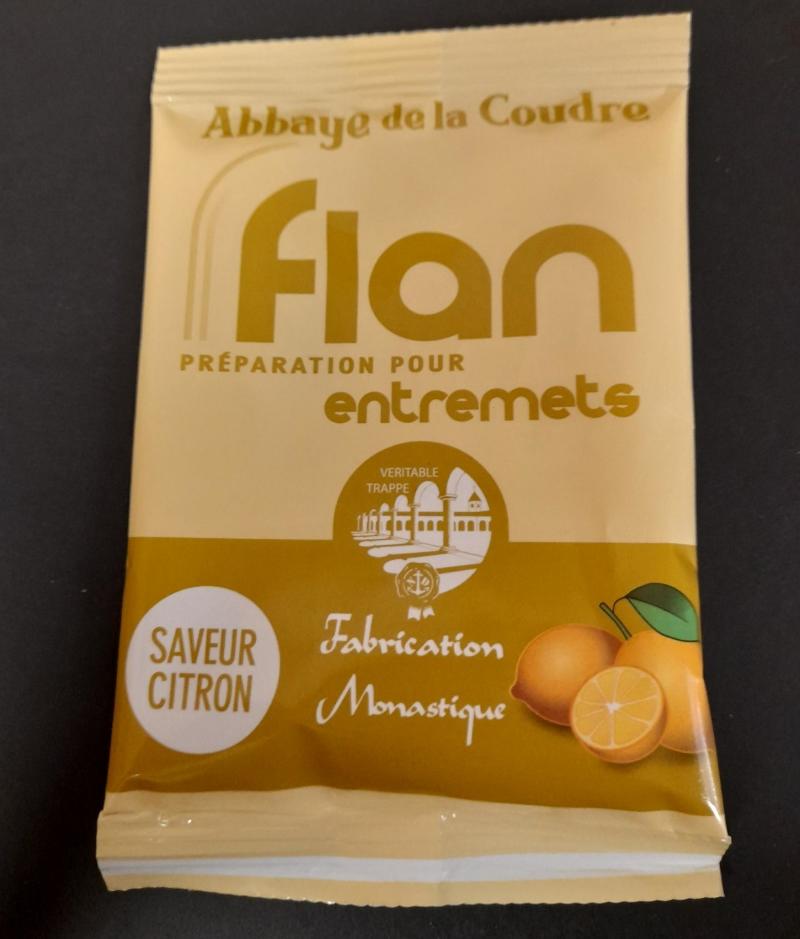 Abbaye de la Coudre
flan
PRÉPARATION POUR
entremets
VERITABLE
TRAPPE
SAVEUR
CITRON
Fabrication
Monastique